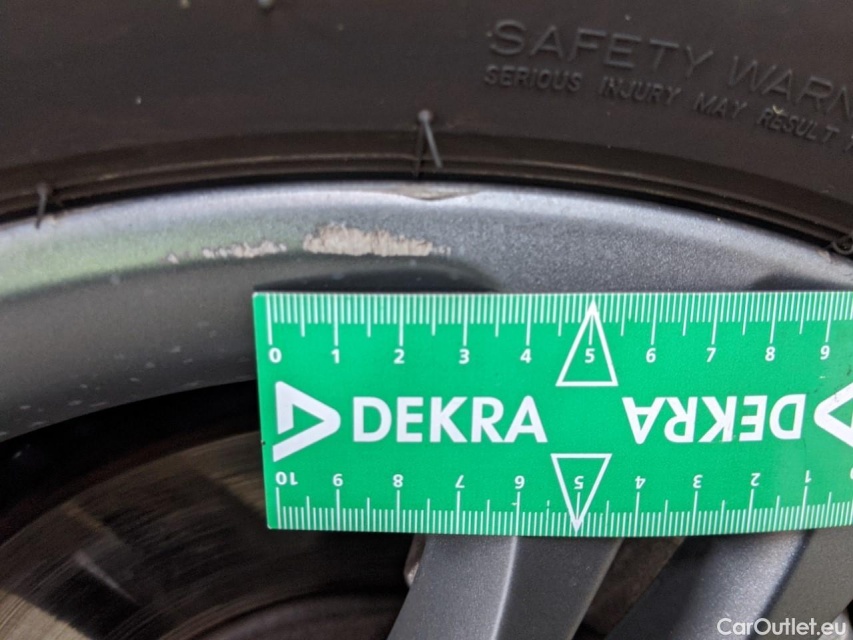 SAFETY WARN
SERIOUS INJURY MAY RESULT
0 1 2 3 4 5 6 7 8 9
DEKRA DEKRA
10 9 8 7 6 5 4 3 2 1
CarOutlet.eu